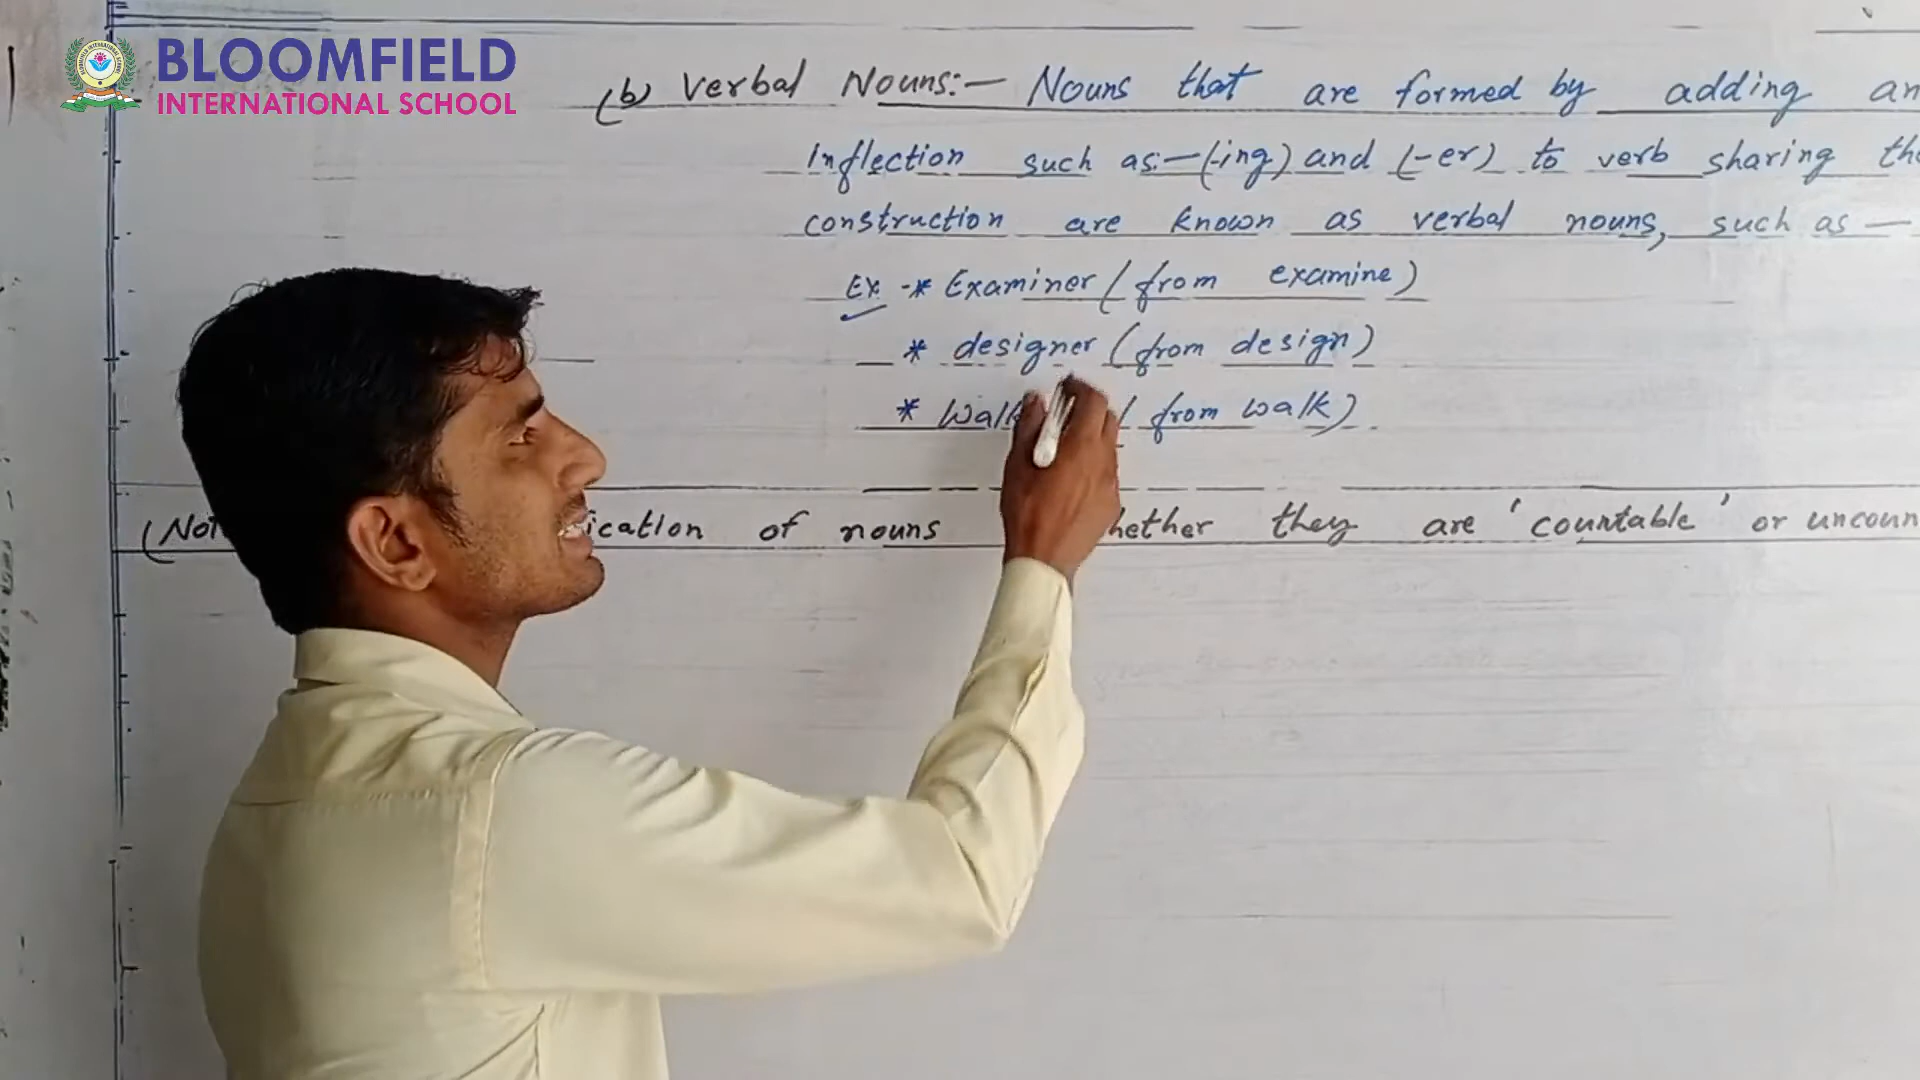 BLOOMFIELD
INTERNATIONAL SCHOOL
(b) Verbal Nouns:— Nouns that are formed by adding an
Inflection such as:—(-ing) and (-er) to verb sharing the
construction are known as verbal nouns, such as —
Ex -* Examiner ( from examine )
* designer ( from design )
* Walk ( from walk )
(Not ication of nouns hether they are 'countable' or uncoun